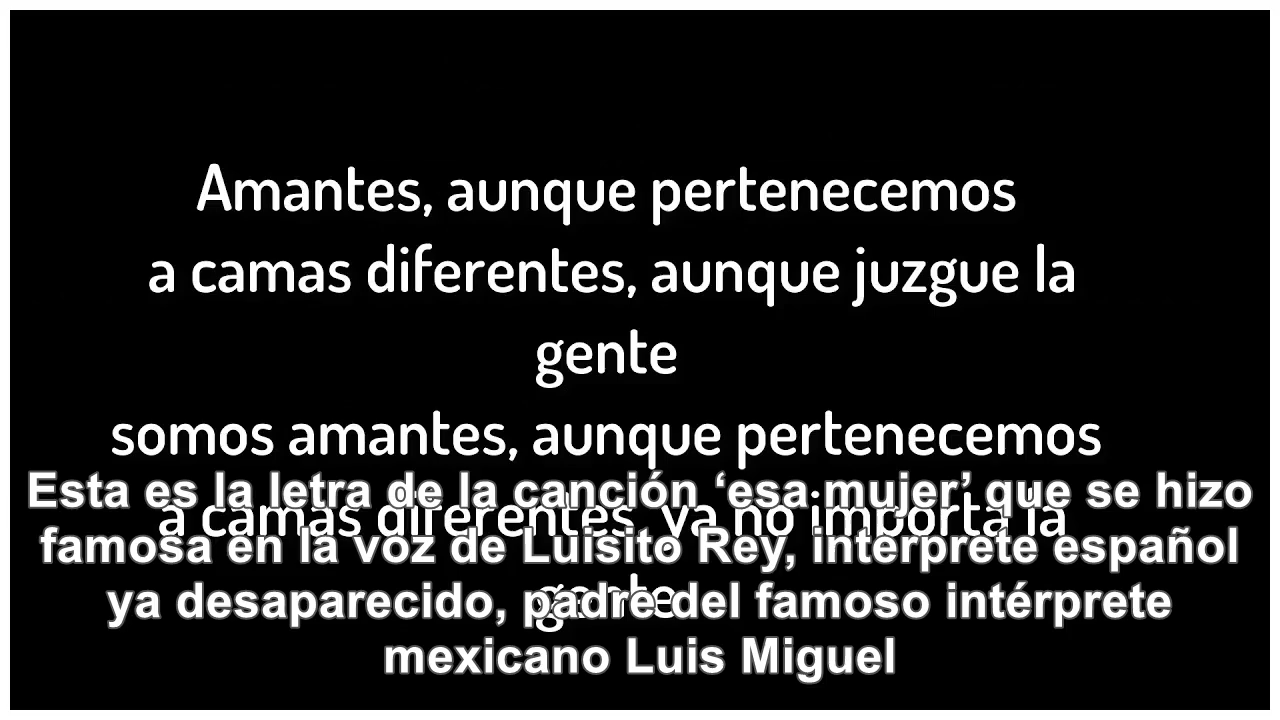 Amantes, aunque pertenecemos
a camas diferentes, aunque juzgue la
gente
somos amantes, aunque pertenecemos
a camas diferentes, ya no importa la
gente
Esta es la letra de la canción ‘esa mujer’ que se hizo
famosa en la voz de Luisito Rey, intérprete español
ya desaparecido, padre del famoso intérprete
mexicano Luis Miguel